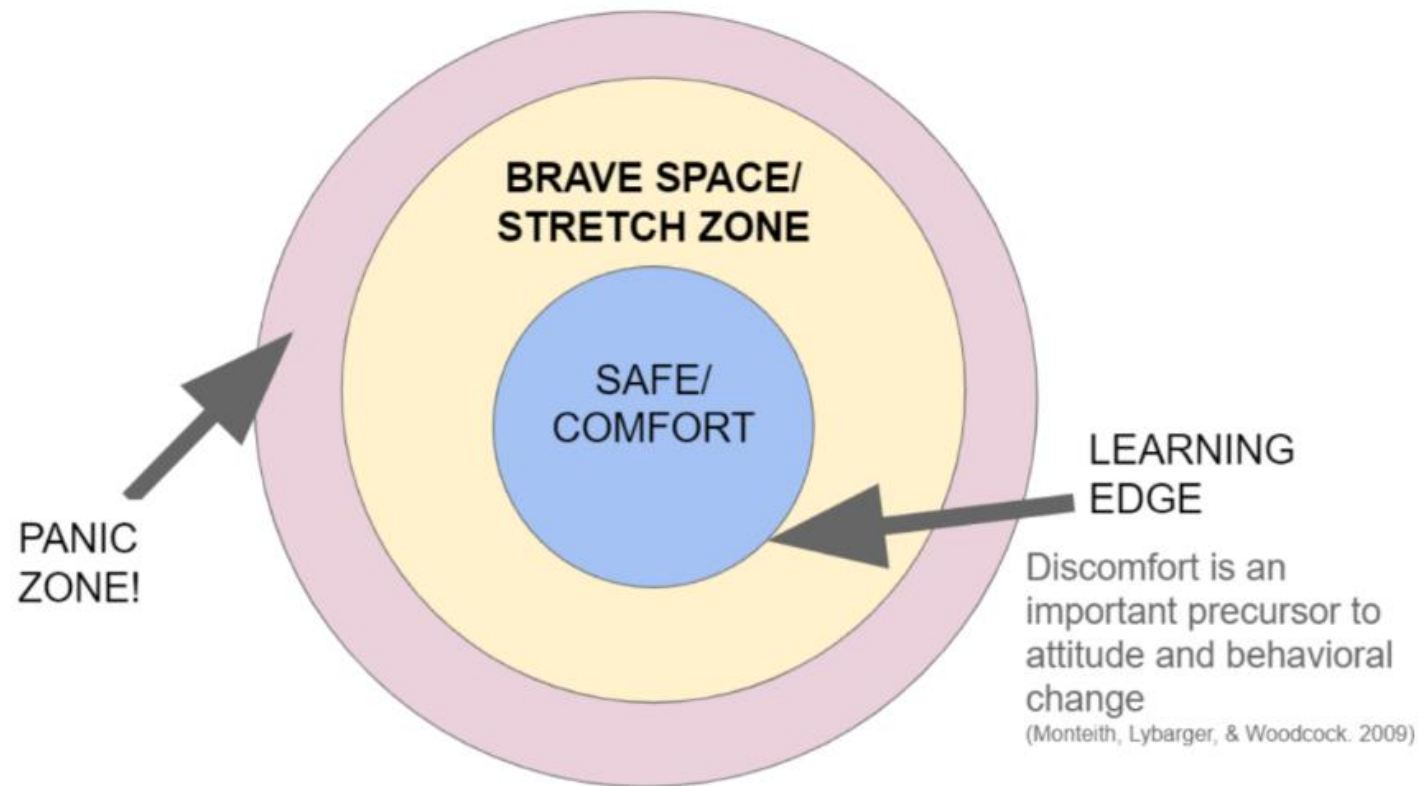 BRAVE SPACE/
STRETCH ZONE
SAFE/
COMFORT
PANIC
ZONE!
LEARNING
EDGE
Discomfort is an
important precursor to
attitude and behavioral
change
(Monteith, Lybarger, & Woodcock. 2009)